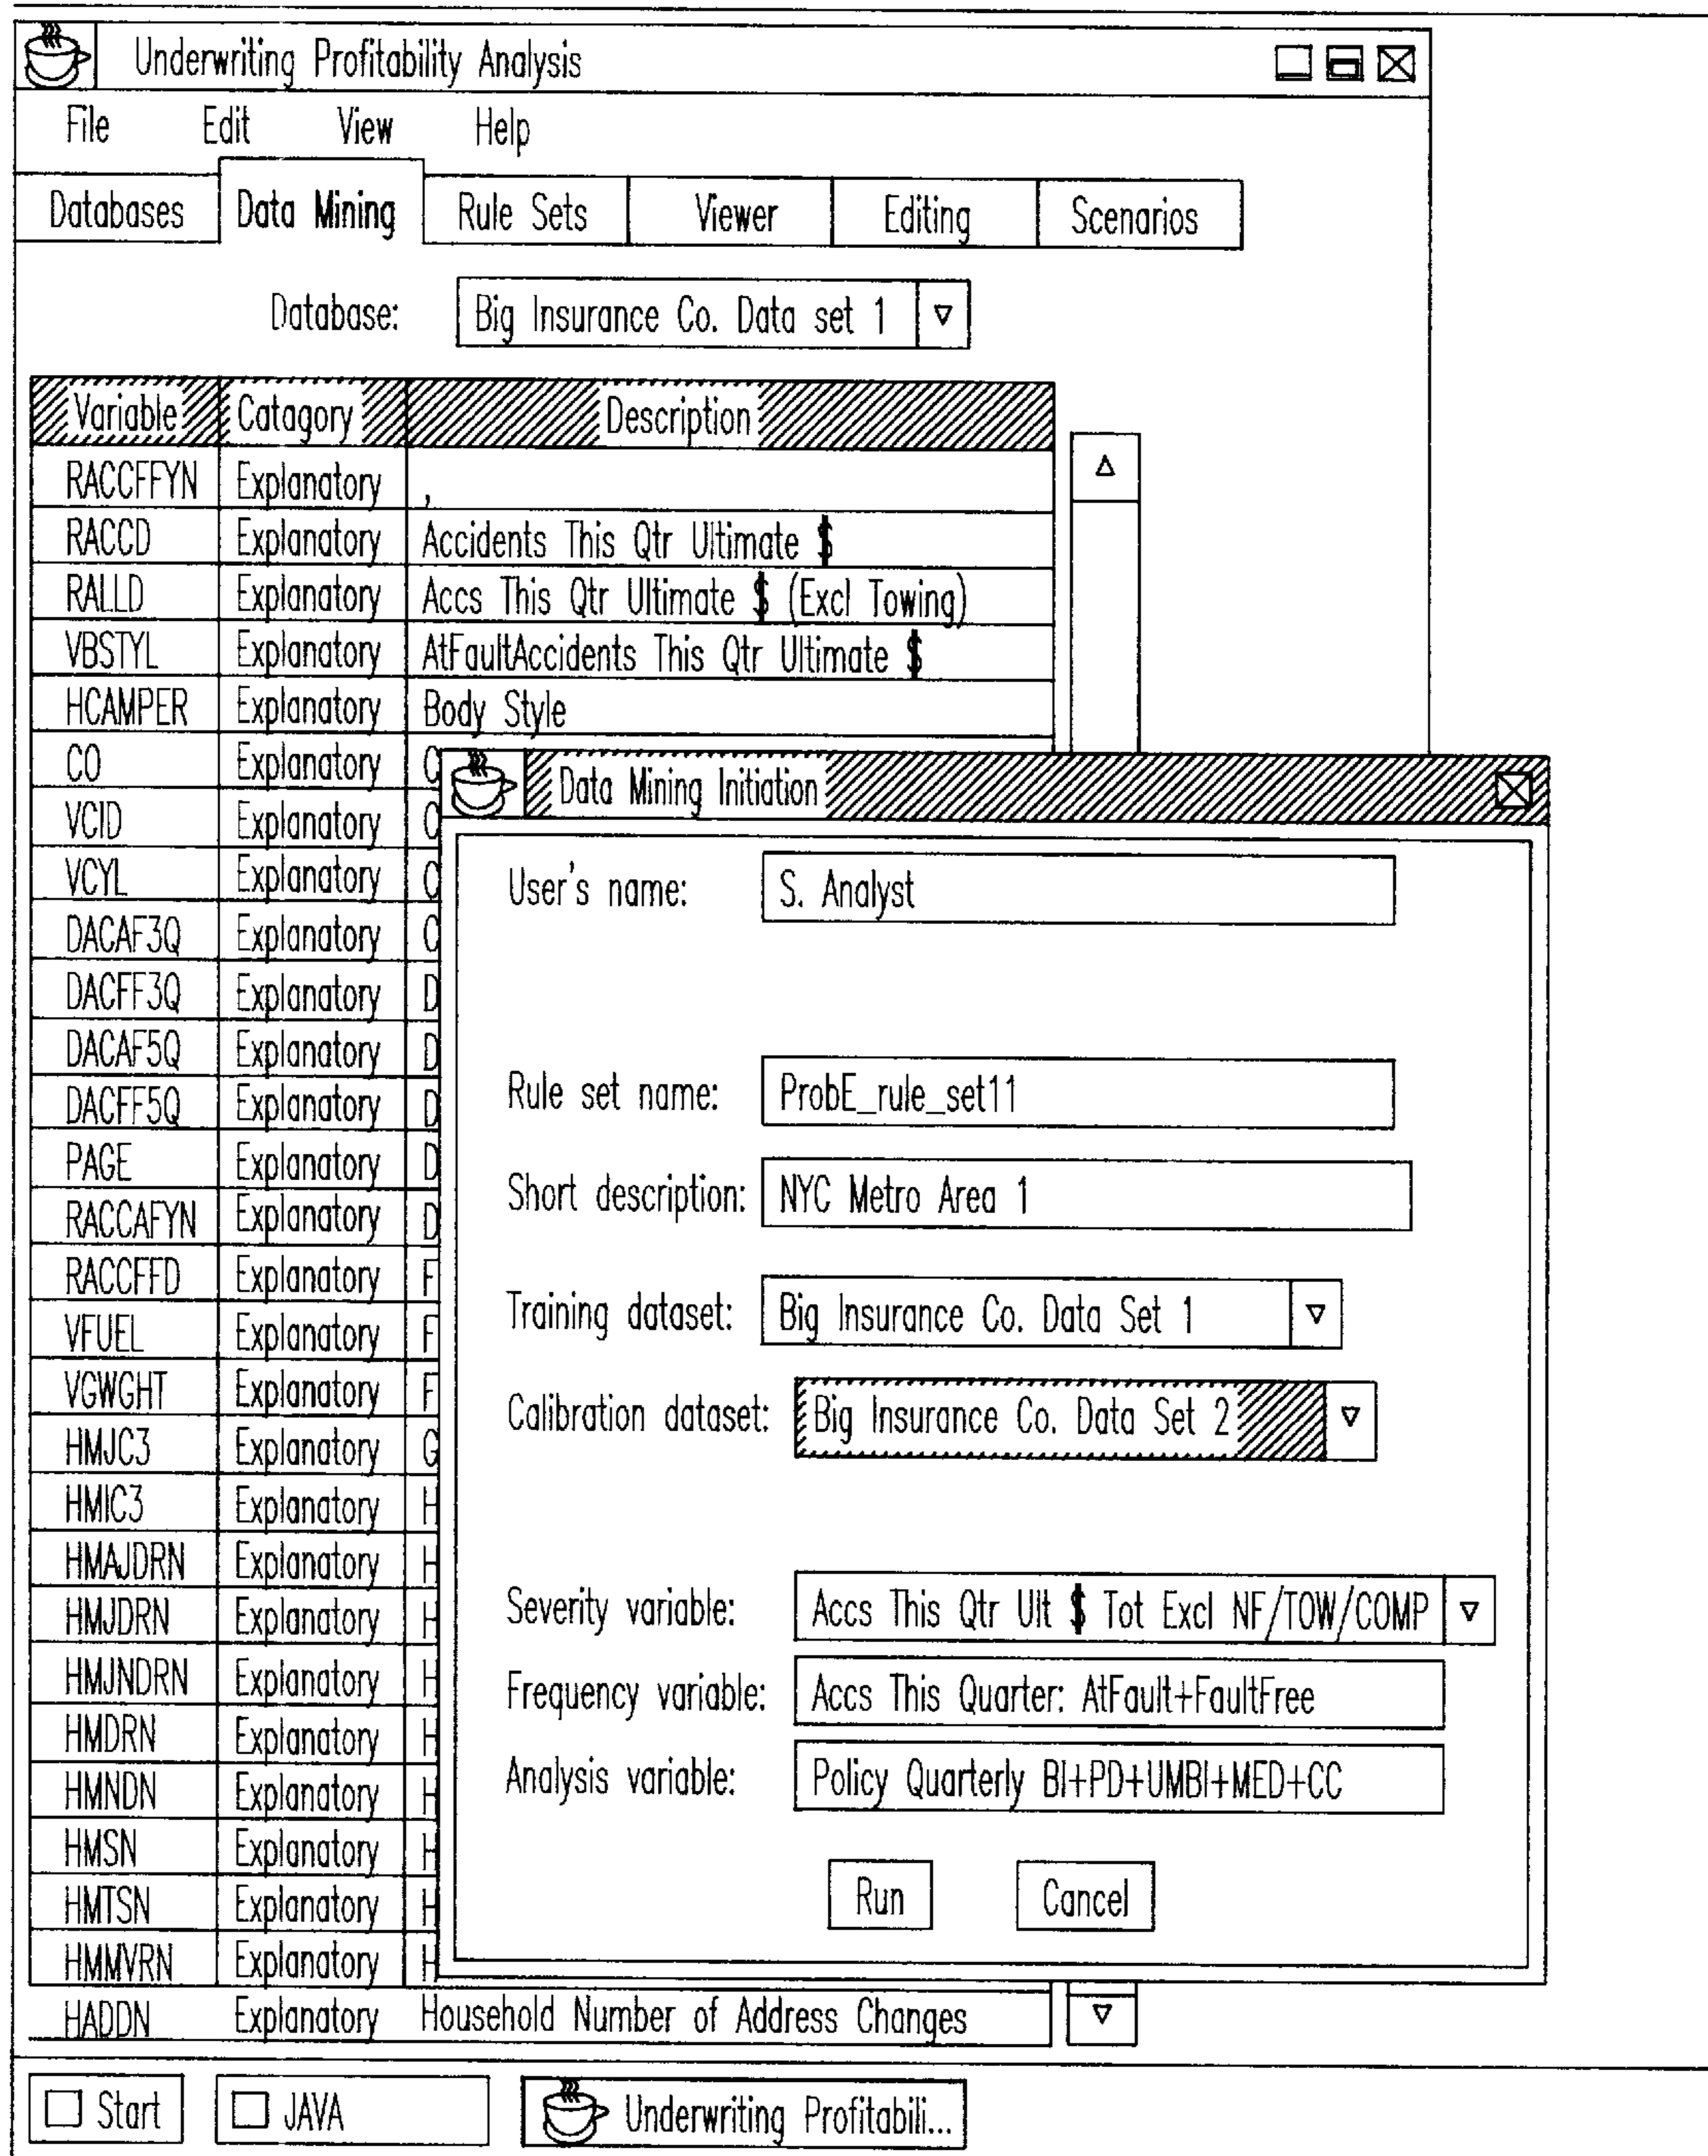 Underwriting Profitability Analysis
File Edit View Help
Databases Data Mining Rule Sets Viewer Editing Scenarios
Database: Big Insurance Co. Data set 1
Variable Catagory Description
RACCFFYN Explanatory ,
RACCD Explanatory Accidents This Qtr Ultimate $
RALLD Explanatory Accs This Qtr Ultimate $ (Excl Towing)
VBSTYL Explanatory AtFaultAccidents This Qtr Ultimate $
HCAMPER Explanatory Body Style
CO Explanatory C
VCID Explanatory C
VCYL Explanatory C
DACAF3Q Explanatory C
DACFF3Q Explanatory D
DACAF5Q Explanatory D
DACFF5Q Explanatory D
PAGE Explanatory D
RACCAFYN Explanatory D
RACCFFD Explanatory F
VFUEL Explanatory F
VGWGHT Explanatory F
HMJC3 Explanatory G
HMIC3 Explanatory H
HMAJDRN Explanatory H
HMJDRN Explanatory H
HMJNDRN Explanatory H
HMDRN Explanatory H
HMNDN Explanatory H
HMSN Explanatory H
HMTSN Explanatory H
HMMVRN Explanatory H
HADDN Explanatory Household Number of Address Changes
Data Mining Initiation
User's name: S. Analyst
Rule set name: ProbE_rule_set11
Short description: NYC Metro Area 1
Training dataset: Big Insurance Co. Data Set 1
Calibration dataset: Big Insurance Co. Data Set 2
Severity variable: Accs This Qtr Ult $ Tot Excl NF/TOW/COMP
Frequency variable: Accs This Quarter: AtFault+FaultFree
Analysis variable: Policy Quarterly BI+PD+UMBI+MED+CC
Run Cancel
Start JAVA Underwriting Profitabili...